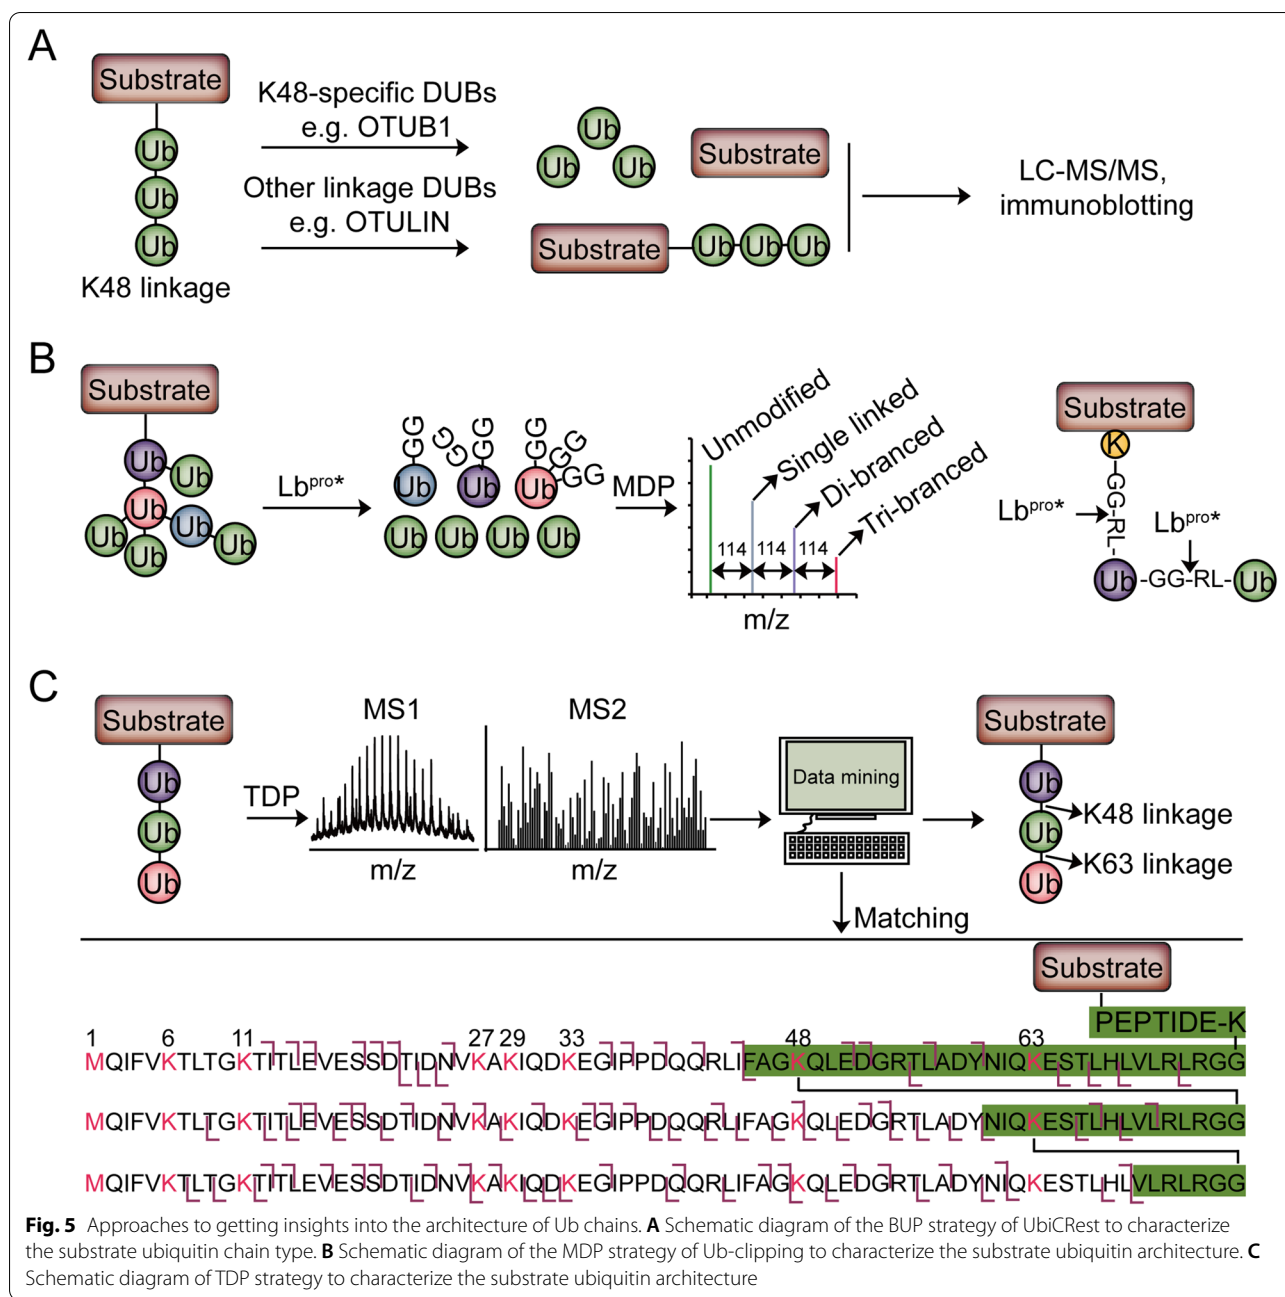 A
Substrate
Ub
Ub
Ub
K48 linkage
K48-specific DUBs
e.g. OTUB1
Other linkage DUBs
e.g. OTULIN
Ub
Ub
Ub
Substrate
Substrate
Ub
Ub
Ub
LC-MS/MS,
immunoblotting
B
Substrate
Ub
Ub
Ub
Ub
Ub
Ub
Ub
Lbpro*
GG
GG
GG
GG
GG
GG
Ub
Ub
Ub
Ub
Ub
Ub
Ub
MDP
Unmodified
Single linked
Di-branced
Tri-branced
114
114
114
m/z
Substrate
K
GG-RL-
Lbpro*
Lbpro*
Ub
-GG-RL-
Ub
C
Substrate
Ub
Ub
Ub
TDP
MS1
m/z
MS2
m/z
Data mining
Matching
Substrate
Ub
Ub
Ub
K48 linkage
K63 linkage
Substrate
PEPTIDE-K
1 6 11 27 29 33 48 63
MQIFVKTLTGKTITLEVESSDTIDNVKAKIQDKEGIPPDQQRLIFAGKQLEDGRTLADYNIQKESTLHLVLRLRGG
MQIFVKTLTGKTITLEVESSDTIDNVKAKIQDKEGIPPDQQRLIFAGKQLEDGRTLADYNIQKESTLHLVLRLRGG
MQIFVKTLTGKTITLEVESSDTIDNVKAKIQDKEGIPPDQQRLIFAGKQLEDGRTLADYNIQKESTLHLVLRLRGG
Fig. 5 Approaches to getting insights into the architecture of Ub chains. A Schematic diagram of the BUP strategy of UbiCRest to characterize
the substrate ubiquitin chain type. B Schematic diagram of the MDP strategy of Ub-clipping to characterize the substrate ubiquitin architecture. C
Schematic diagram of TDP strategy to characterize the substrate ubiquitin architecture